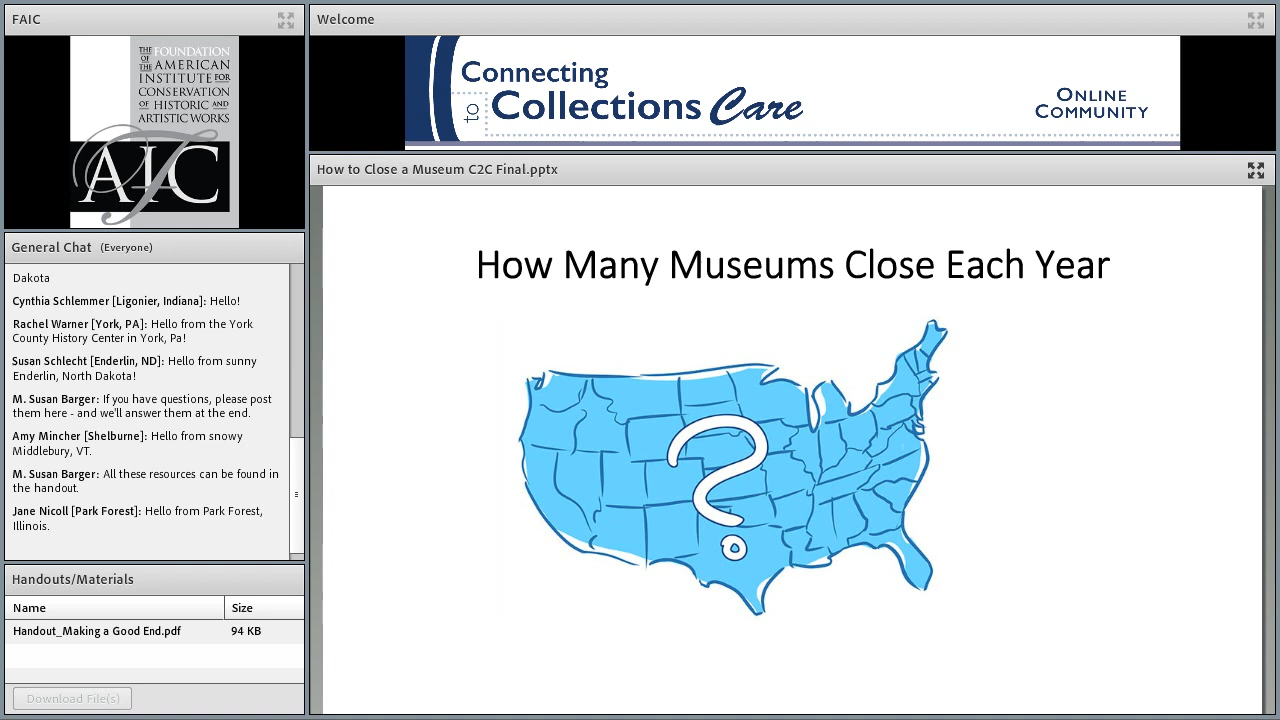 FAIC
THE FOUNDATION
OF THE AMERICAN
INSTITUTE FOR
CONSERVATION
OF HISTORIC AND
ARTISTIC WORKS
FAIC
Welcome
Connecting
to Collections Care
ONLINE
COMMUNITY
General Chat (Everyone)
Dakota
Cynthia Schlemmer [Ligonier, Indiana]: Hello!
Rachel Warner [York, PA]: Hello from the York
County History Center in York, Pa!
Susan Schlecht [Enderlin, ND]: Hello from sunny
Enderlin, North Dakota!
M. Susan Barger: If you have questions, please post
them here - and we'll answer them at the end.
Amy Mincher [Shelburne]: Hello from snowy
Middlebury, VT.
M. Susan Barger: All these resources can be found in
the handout.
Jane Nicoll [Park Forest]: Hello from Park Forest,
Illinois.
Handouts/Materials
Name Size
Handout_Making a Good End.pdf 94 KB
Download File(s)
How to Close a Museum C2C Final.pptx
How Many Museums Close Each Year
?